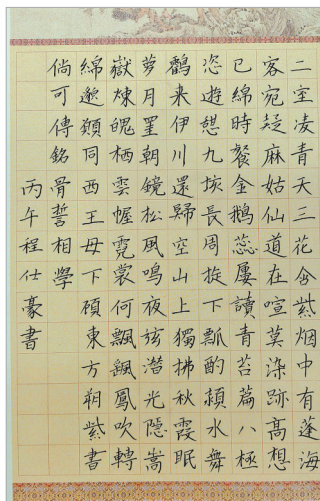 二室凌青天三花含紫烟中有蓬海
客宛疑麻姑仙道在喧莫染跡高想
已綿時餐金鵝蕊屢讀青苔篇八極
恣遊憩九垓長周旋下瓢酌潁水舞
鸖来伊川還歸空山上獨拂秋霞眠
夢月罣朝鏡松風鳴夜弦潛光隱嵩
嶽煉魄栖雲幄霓裳何飄颻鳳吹轉
綿邈願同西王母下顧東方朔紫書
倘可傳銘骨誓相學
丙午程仕豪書